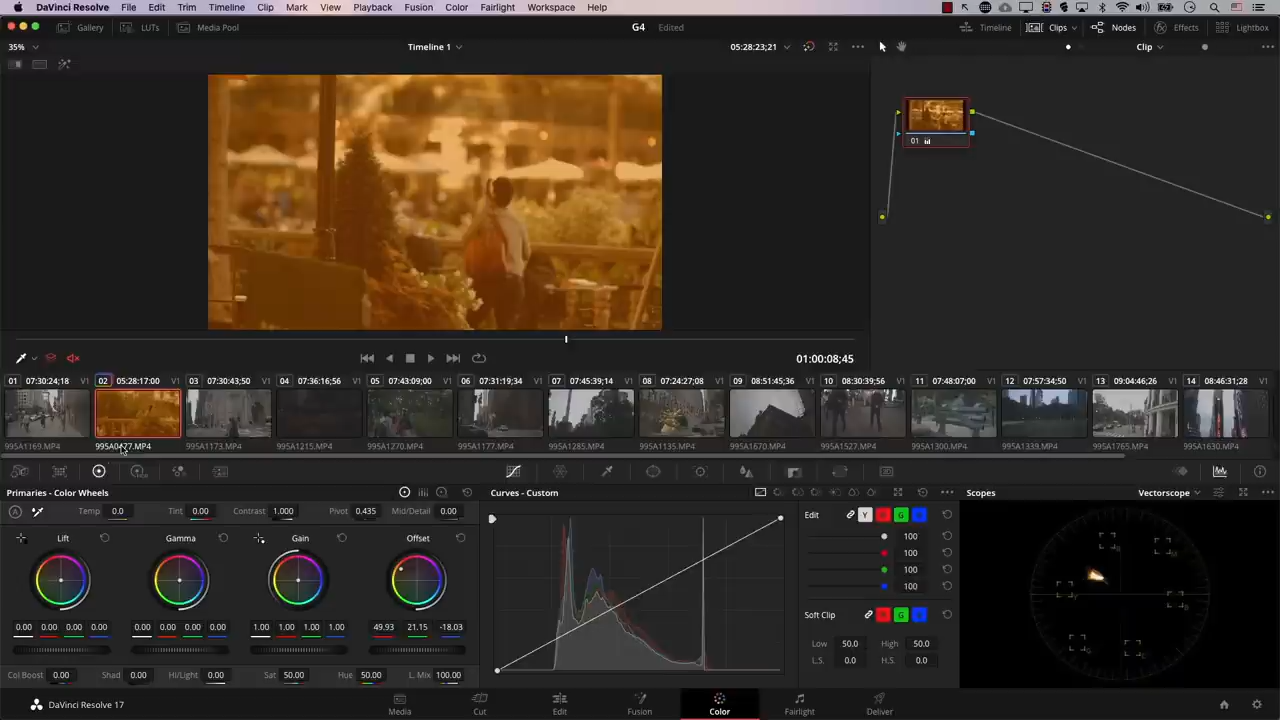 DaVinci Resolve File Edit Trim Timeline Clip Mark View Playback Fusion Color Fairlight Workspace Help
Gallery LUTs Media Pool G4 Edited Timeline Clips Nodes Effects Lightbox
35% Timeline 1 05:28:23;21 Clip
01
01:00:08;45
01 07:30:24;18 V1 02 05:28:17:00 V1 03 07:30:43;50 V1 04 07:36:16;56 V1 05 07:43:09;00 V1 06 07:31:19;34 V1 07 07:45:39;14 V1 08 07:24:27;08 V1 09 08:51:45;36 V1 10 08:30:39;56 V1 11 07:48:07;00 V1 12 07:57:34;50 V1 13 09:04:46;26 V1 14 08:46:31;28 V1
995A1169.MP4 995A0477.MP4 995A1173.MP4 995A1215.MP4 995A1270.MP4 995A1177.MP4 995A1285.MP4 995A1135.MP4 995A1670.MP4 995A1527.MP4 995A1300.MP4 995A1339.MP4 995A1765.MP4 995A1630.MP4
Primaries - Color Wheels Curves - Custom Scopes Vectorscope
Temp 0.0 Tint 0.00 Contrast 1.000 Pivot 0.435 Mid/Detail 0.00 Edit Y R G B
Lift Gamma Gain Offset 100
100
100
100
Soft Clip R G B
0.00 0.00 0.00 0.00 0.00 0.00 0.00 0.00 1.00 1.00 1.00 1.00 49.93 21.15 -18.03
Low 50.0 High 50.0
L.S. 0.0 H.S. 0.0
Col Boost 0.00 Shad 0.00 Hi/Light 0.00 Sat 50.00 Hue 50.00 L. Mix 100.00
DaVinci Resolve 17 Media Cut Edit Fusion Color Fairlight Deliver